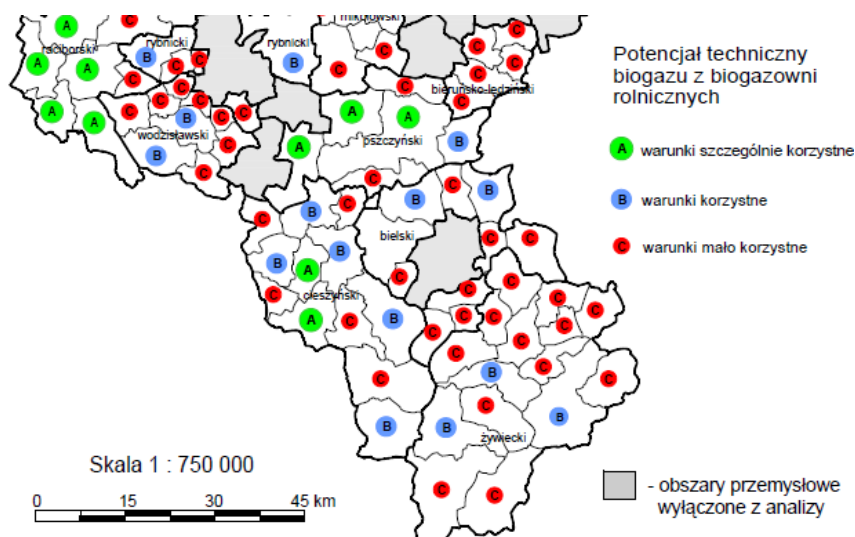 mikołowski
raciborski
rybnicki
rybnicki
bieruńsko-lędziński
wodzisławski
pszczyński
bielski
cieszyński
żywiecki
Potencjał techniczny
biogazu z biogazowni
rolniczych
A warunki szczególnie korzystne
B warunki korzystne
C warunki mało korzystne
Skala 1 : 750 000
0 15 30 45 km
- obszary przemysłowe
wyłączone z analizy